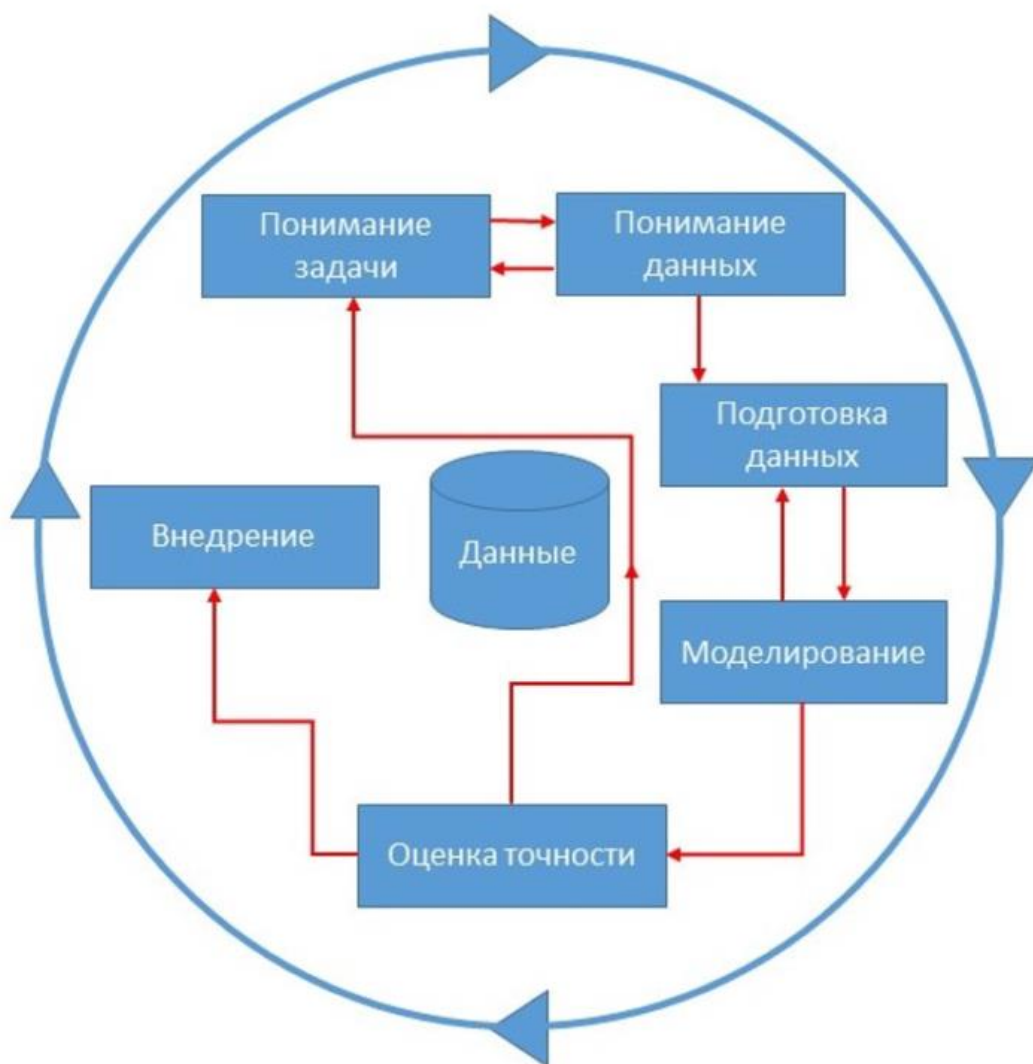 Понимание
задачи
Понимание
данных
Подготовка
данных
Внедрение
Данные
Моделирование
Оценка точности